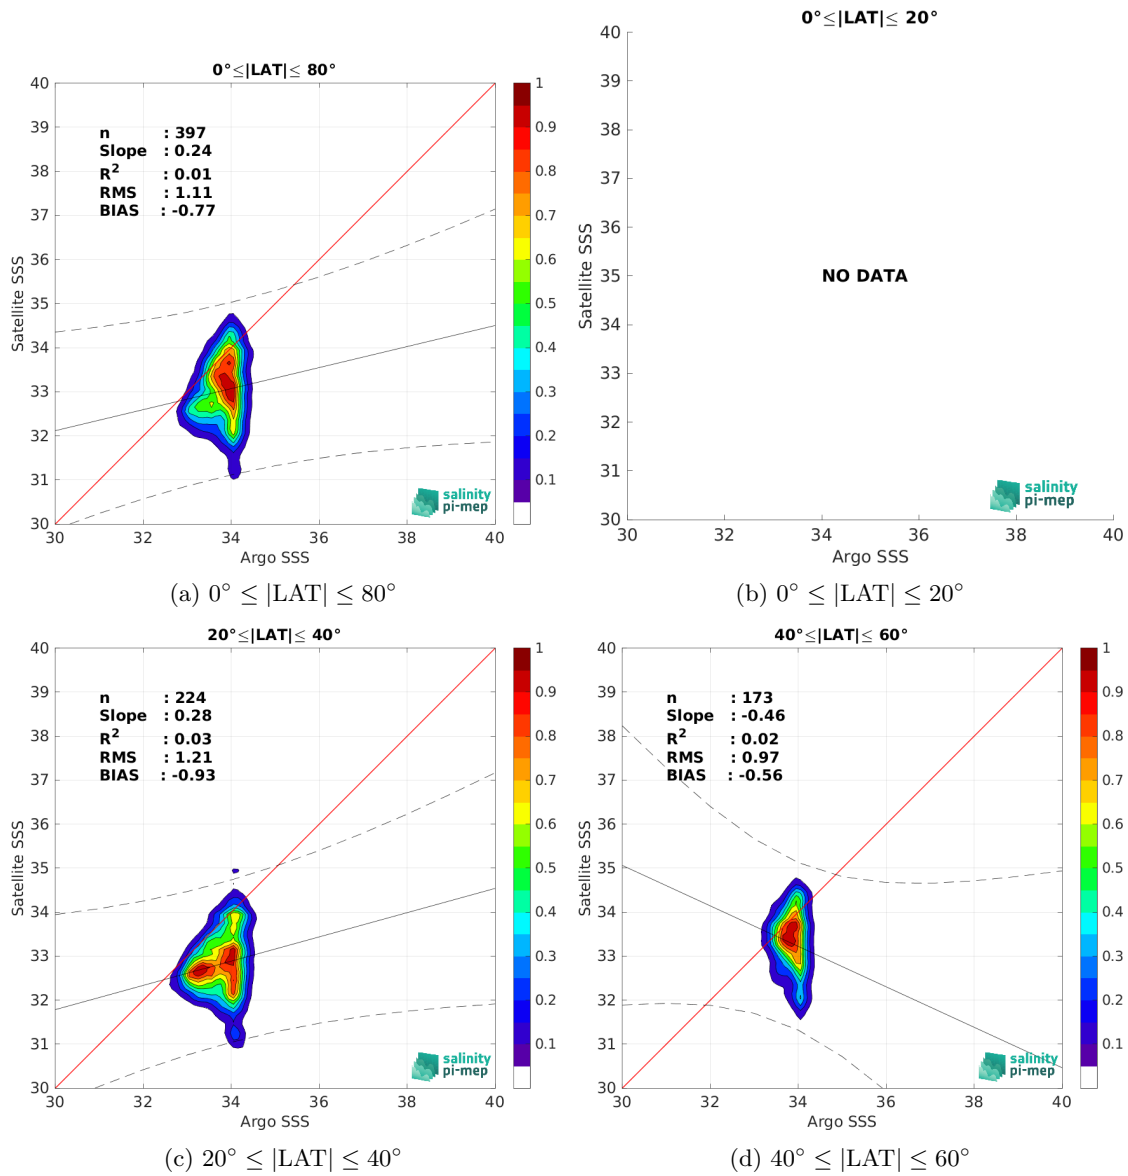 0°≤|LAT|≤ 80°
40
39
38
37
36
35
34
33
32
31
30
Satellite SSS
n : 397
Slope : 0.24
R² : 0.01
RMS : 1.11
BIAS : -0.77
salinity
pi-mep
30 32 34 36 38 40
Argo SSS
1
0.9
0.8
0.7
0.6
0.5
0.4
0.3
0.2
0.1
(a) 0° ≤ |LAT| ≤ 80°
0°≤|LAT|≤ 20°
40
39
38
37
36
35
34
33
32
31
30
Satellite SSS
NO DATA
salinity
pi-mep
30 32 34 36 38 40
Argo SSS
(b) 0° ≤ |LAT| ≤ 20°
20°≤|LAT|≤ 40°
40
39
38
37
36
35
34
33
32
31
30
Satellite SSS
n : 224
Slope : 0.28
R² : 0.03
RMS : 1.21
BIAS : -0.93
salinity
pi-mep
30 32 34 36 38 40
Argo SSS
1
0.9
0.8
0.7
0.6
0.5
0.4
0.3
0.2
0.1
(c) 20° ≤ |LAT| ≤ 40°
40°≤|LAT|≤ 60°
40
39
38
37
36
35
34
33
32
31
30
Satellite SSS
n : 173
Slope : -0.46
R² : 0.02
RMS : 0.97
BIAS : -0.56
salinity
pi-mep
30 32 34 36 38 40
Argo SSS
1
0.9
0.8
0.7
0.6
0.5
0.4
0.3
0.2
0.1
(d) 40° ≤ |LAT| ≤ 60°